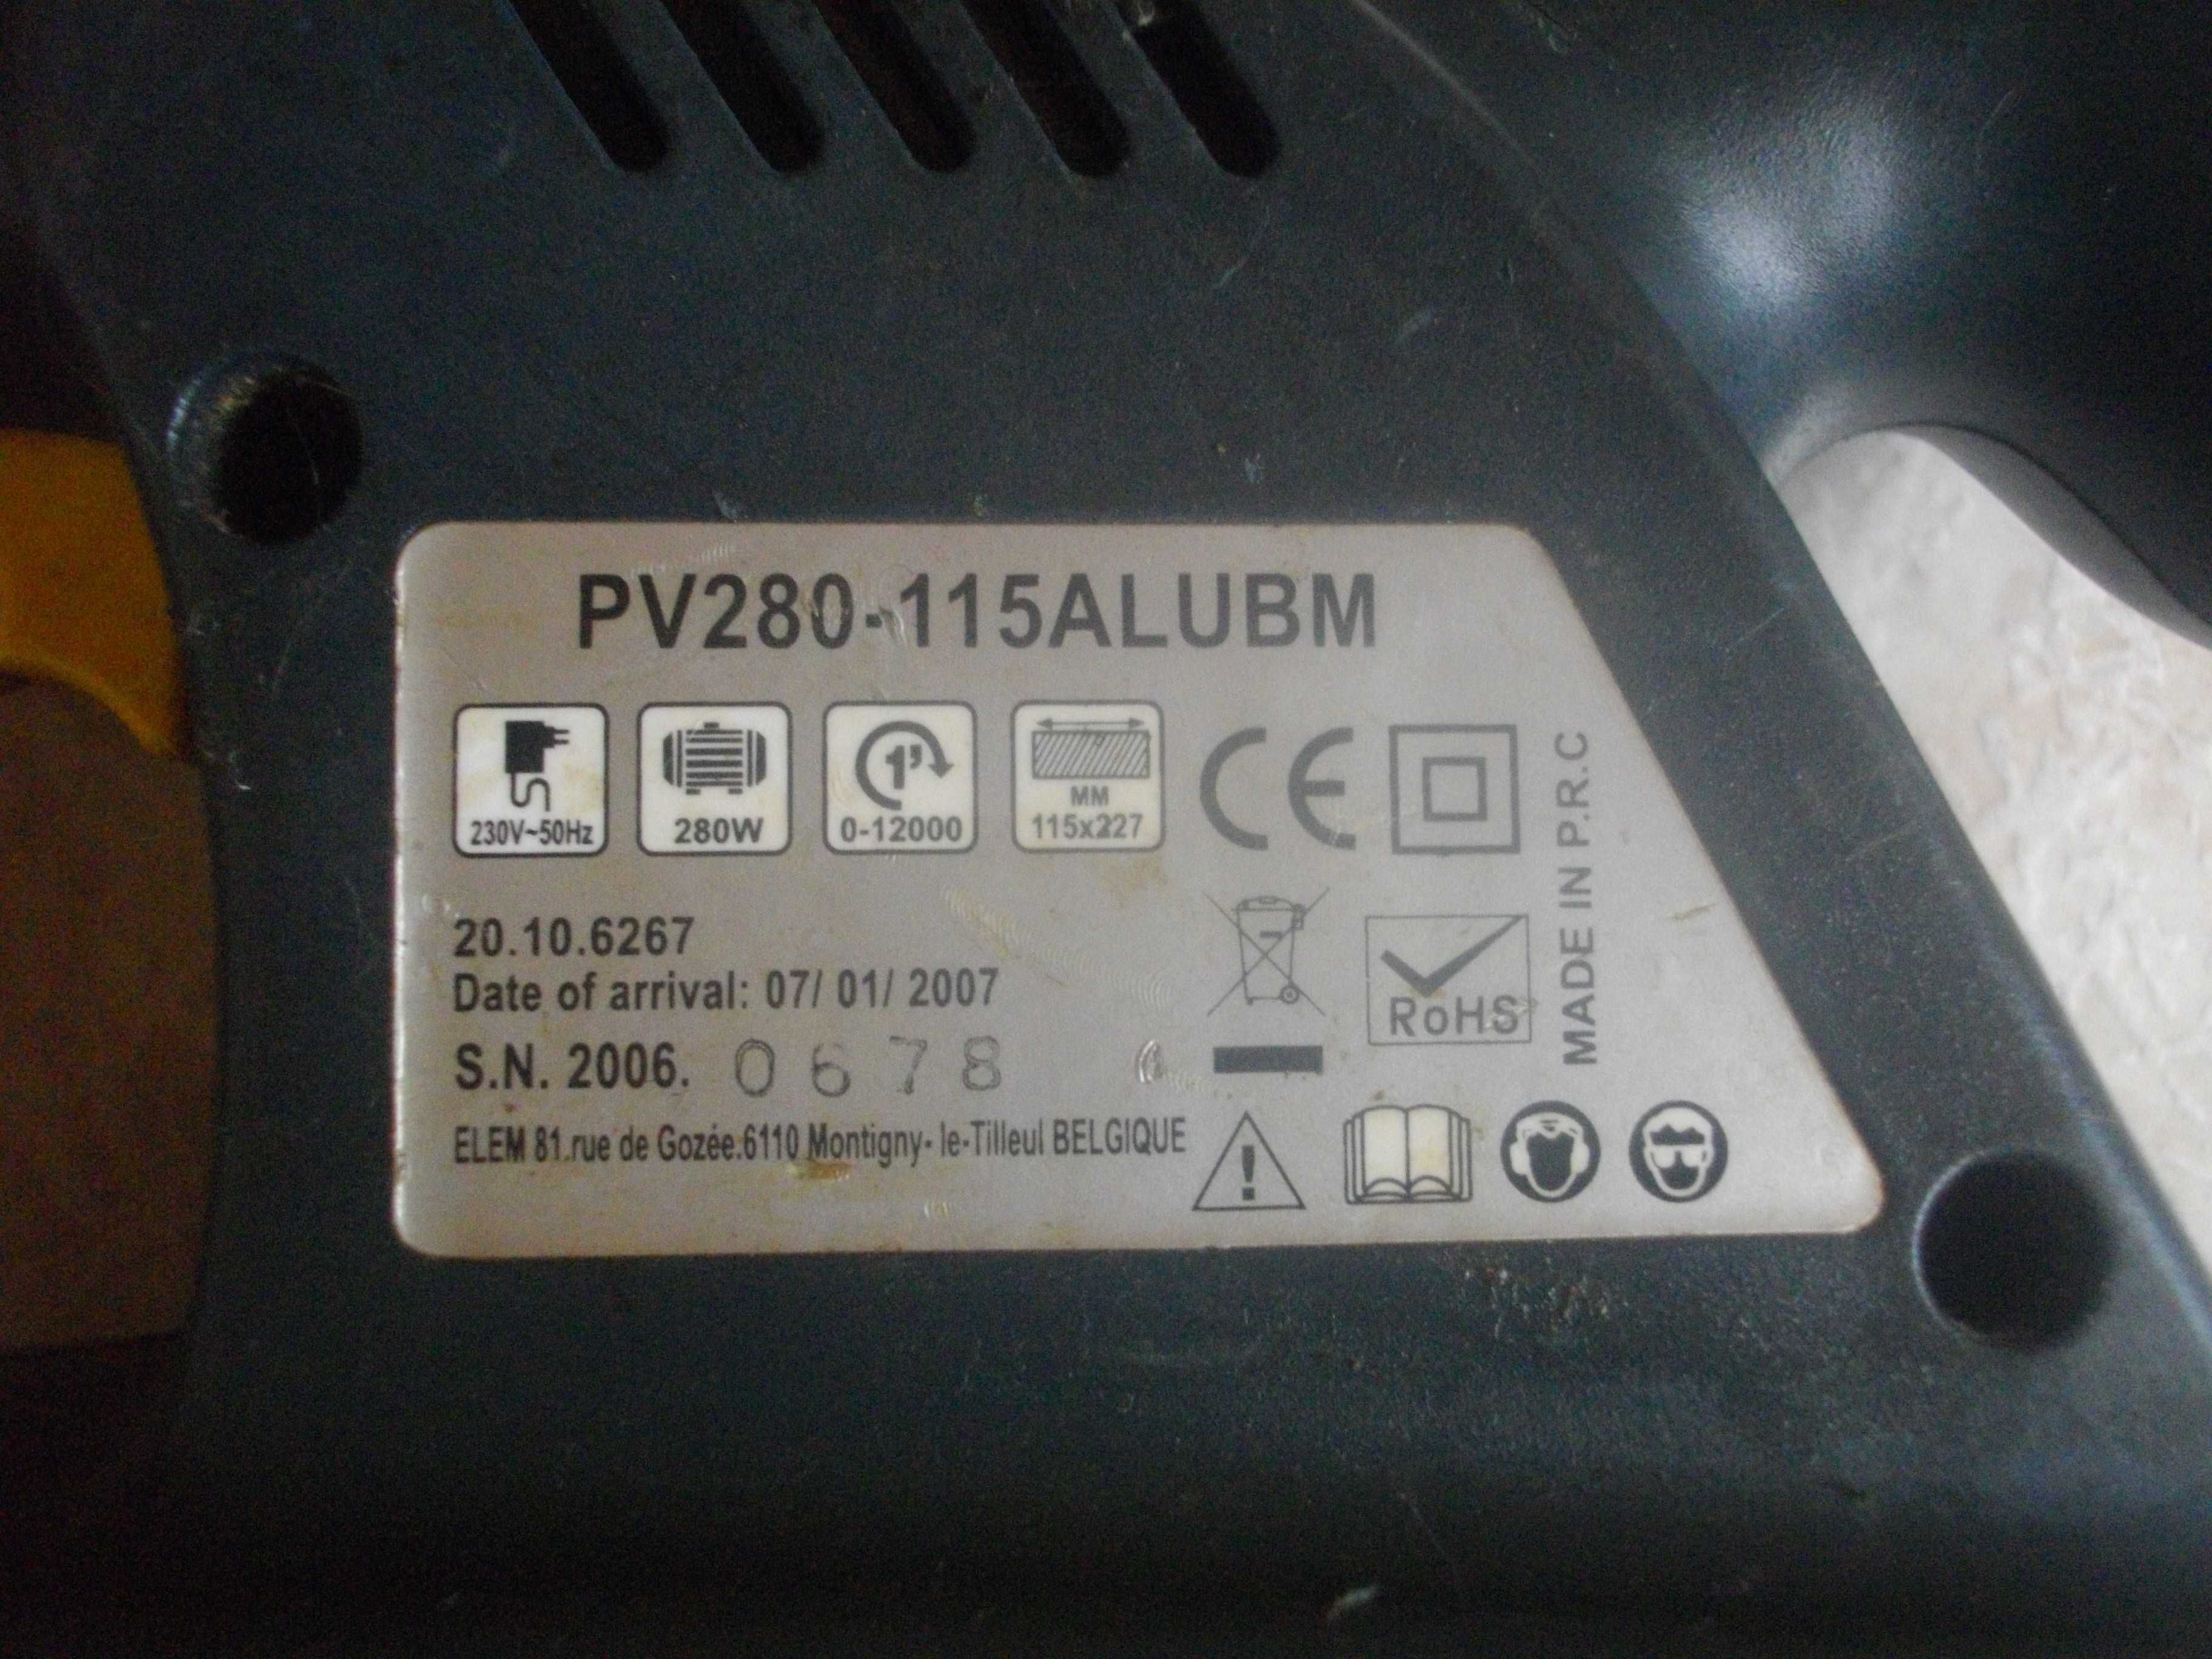 PV280-115ALUBM
1'
MM
230V~50Hz
280W
0-12000
115x227
CE
MADE IN P.R.C
20.10.6267
Date of arrival: 07/ 01/ 2007
RoHS
S.N. 2006. 0678
ELEM 81.rue de Gozée.6110 Montigny- le-Tilleul BELGIQUE